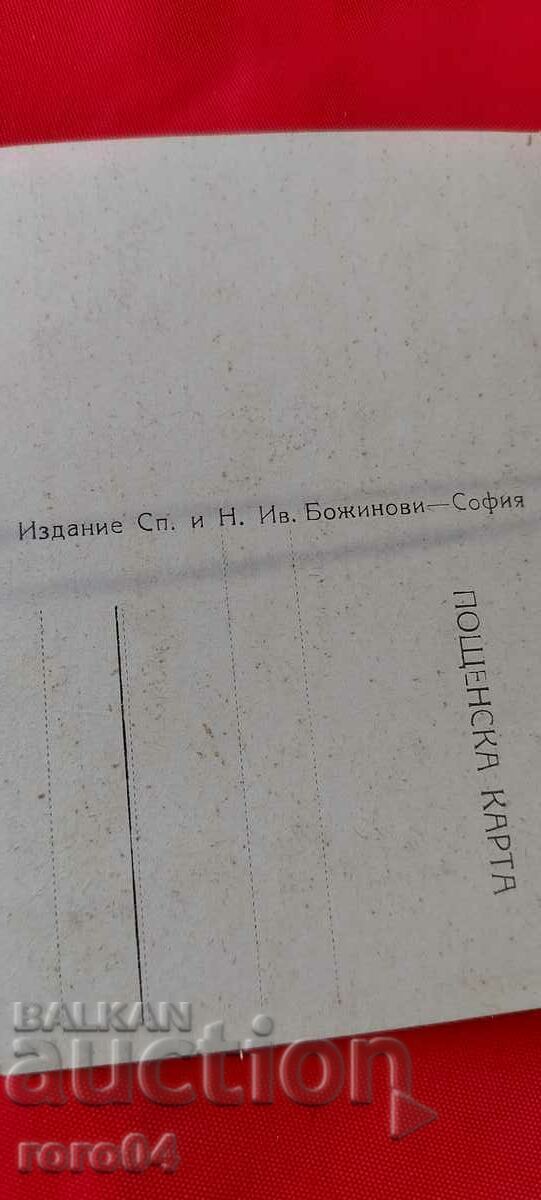 Издание Сп. и Н. Ив. Божинови—София
ПОЩЕНСКА КАРТА
BALKAN
auction
roro04